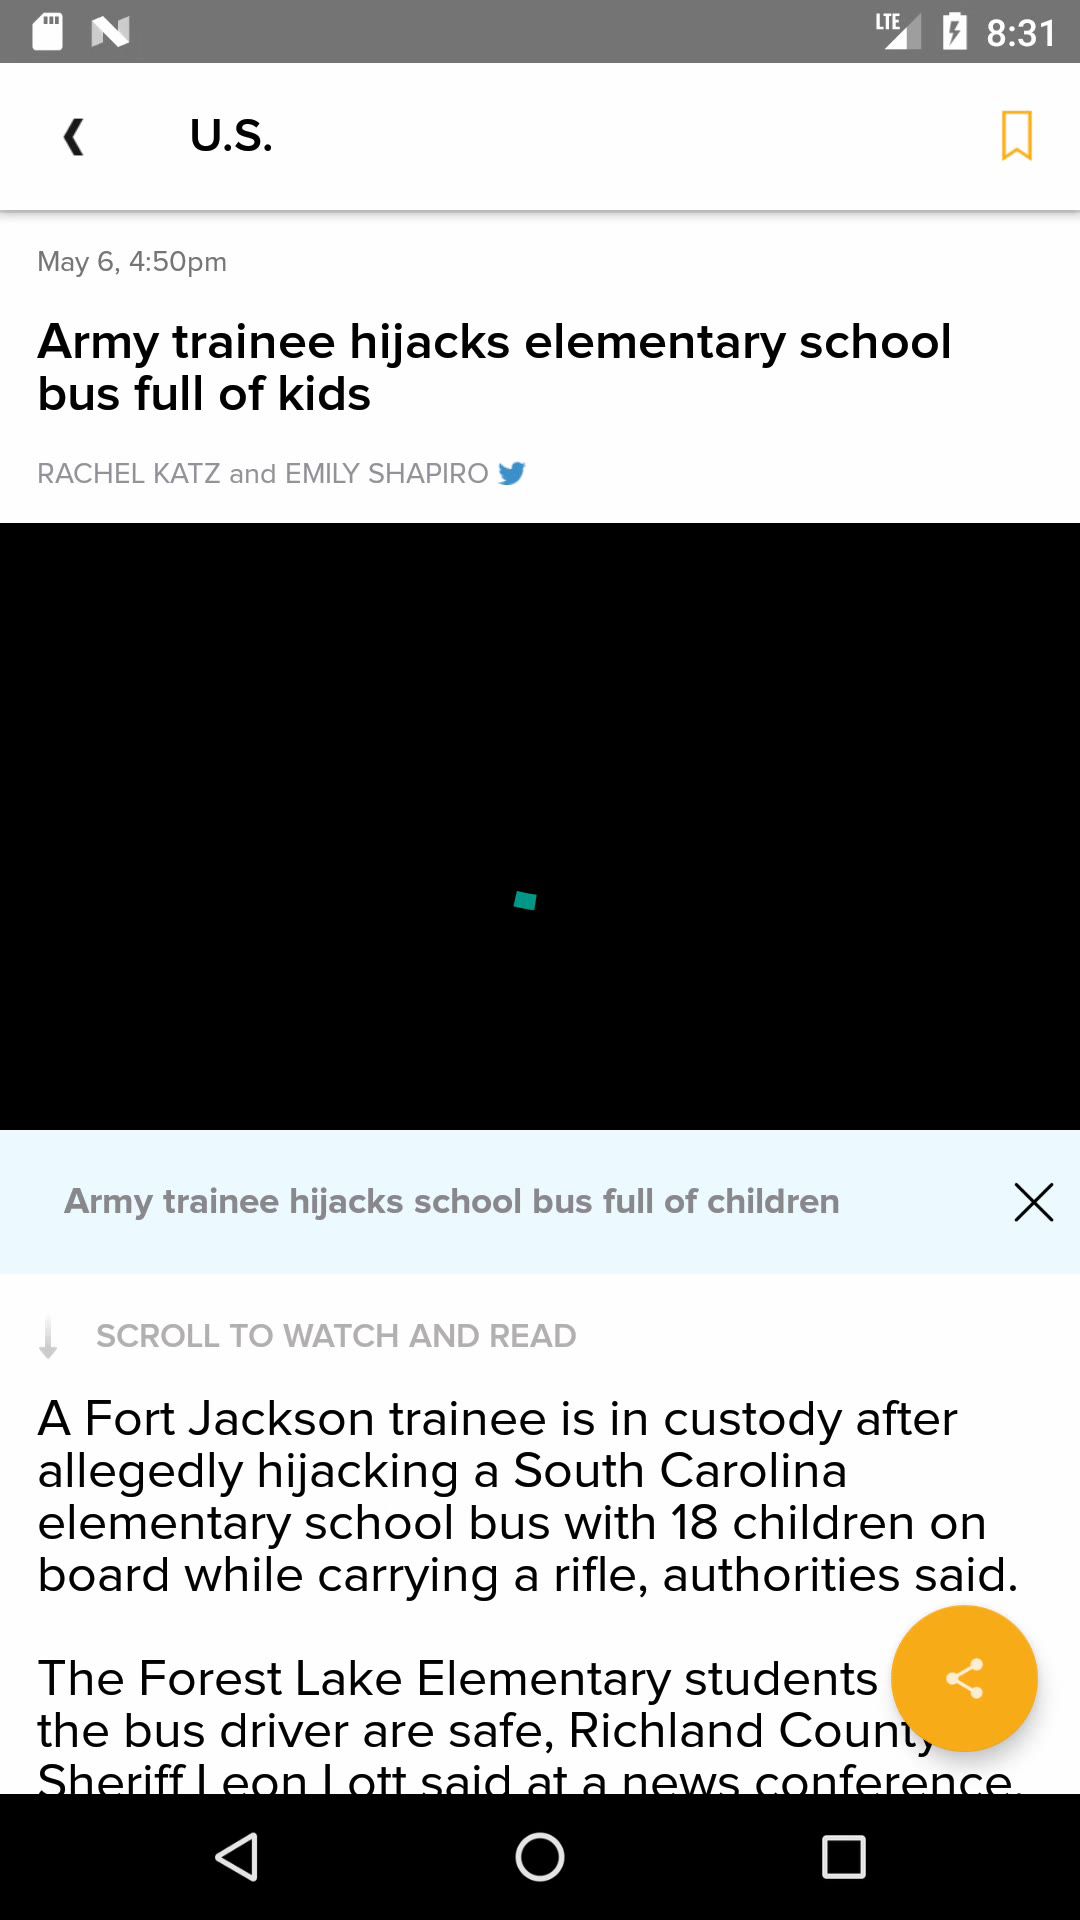 LTE 8:31
U.S.
May 6, 4:50pm
Army trainee hijacks elementary school
bus full of kids
RACHEL KATZ and EMILY SHAPIRO
Army trainee hijacks school bus full of children
SCROLL TO WATCH AND READ
A Fort Jackson trainee is in custody after
allegedly hijacking a South Carolina
elementary school bus with 18 children on
board while carrying a rifle, authorities said.
The Forest Lake Elementary students
the bus driver are safe, Richland County
Sheriff Leon Lott said at a news conference.